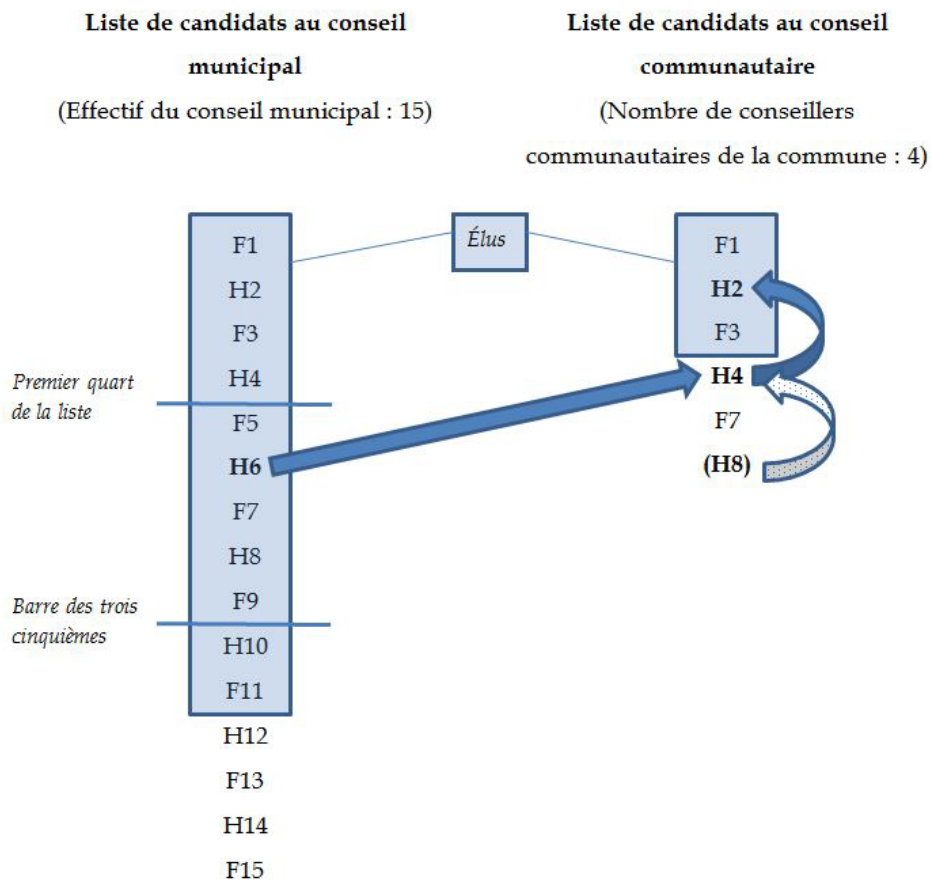 Liste de candidats au conseil
municipal
(Effectif du conseil municipal : 15)
Liste de candidats au conseil
communautaire
(Nombre de conseillers
communautaires de la commune : 4)
Élus
F1
H2
F3
H4
Premier quart
de la liste
F5
H6
F7
H8
F9
Barre des trois
cinquièmes
H10
F11
H12
F13
H14
F15
F1
H2
F3
H4
F7
(H8)